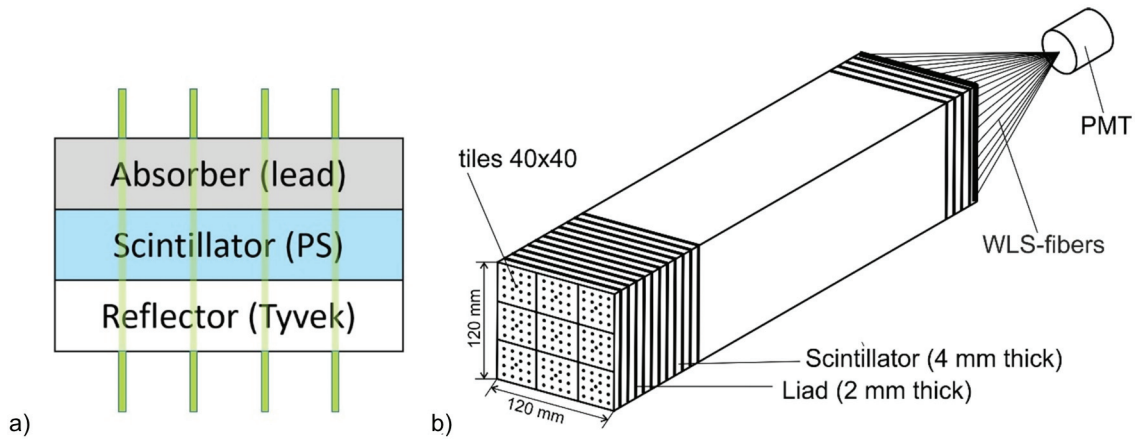 Absorber (lead)
Scintillator (PS)
Reflector (Tyvek)
a)
tiles 40x40
120 mm
120 mm
PMT
WLS-fibers
Scintillator (4 mm thick)
Liad (2 mm thick)
b)